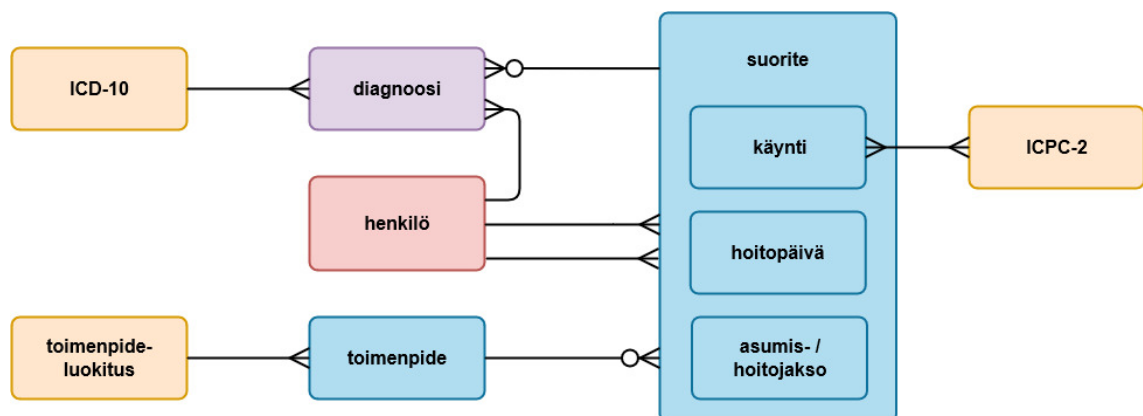 suorite
ICD-10
diagnoosi
käynti
ICPC-2
henkilö
hoitopäivä
toimenpide-
luokitus
toimenpide
asumis- /
hoitojakso